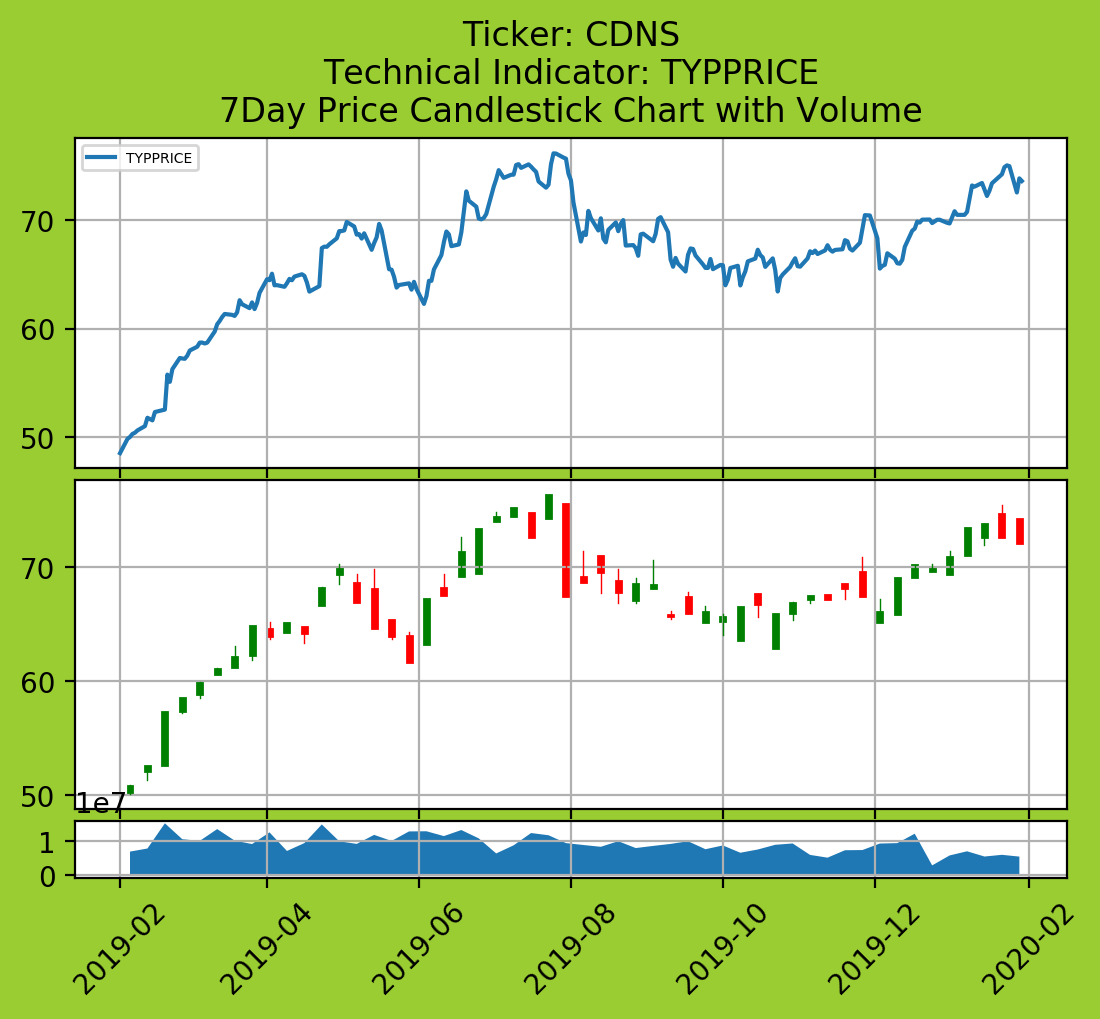 Ticker: CDNS
Technical Indicator: TYPPRICE
7Day Price Candlestick Chart with Volume
TYPPRICE
70
60
50
70
60
50
1e7
1
0
2019-02 2019-04 2019-06 2019-08 2019-10 2019-12 2020-02